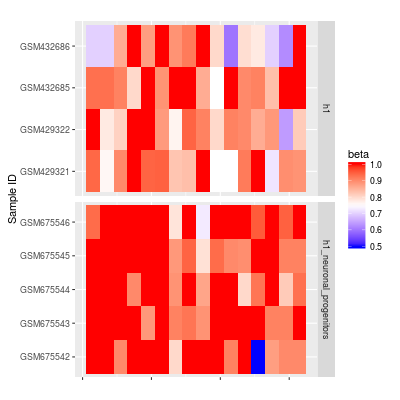 GSM432686
GSM432685
GSM429322
GSM429321
h1
GSM675546
GSM675545
GSM675544
GSM675543
GSM675542
h1_neuronal_progenitors
Sample ID
beta
1.0
0.9
0.8
0.7
0.6
0.5